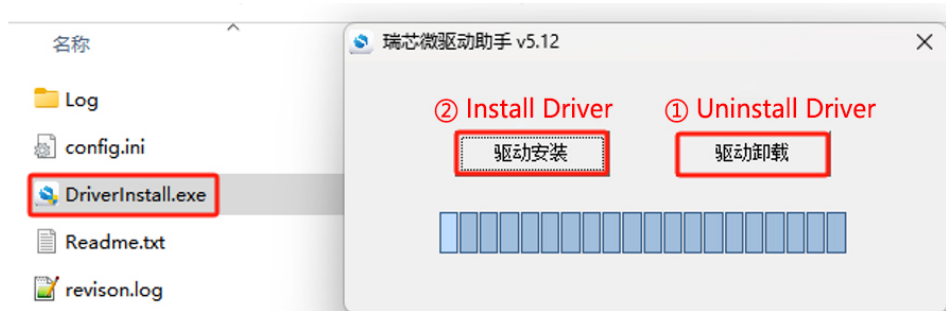 名称
Log
config.ini
DriverInstall.exe
Readme.txt
revison.log
瑞芯微驱动助手 v5.12
② Install Driver
① Uninstall Driver
驱动安装
驱动卸载